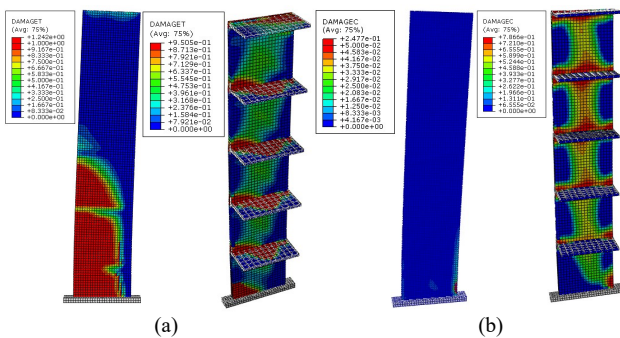 DAMAGET
(Avg: 75%)
+1.242e+00
+1.000e+00
+9.167e-01
+8.333e-01
+7.500e-01
+6.667e-01
+5.833e-01
+5.000e-01
+4.167e-01
+3.333e-01
+2.500e-01
+1.667e-01
+8.333e-02
+0.000e+00
DAMAGET
(Avg: 75%)
+9.505e-01
+8.713e-01
+7.921e-01
+7.129e-01
+6.337e-01
+5.545e-01
+4.753e-01
+3.961e-01
+3.168e-01
+2.376e-01
+1.584e-01
+7.921e-02
+0.000e+00
DAMAGEC
(Avg: 75%)
+2.477e-01
+5.000e-02
+4.583e-02
+4.167e-02
+3.750e-02
+3.333e-02
+2.917e-02
+2.500e-02
+2.083e-02
+1.667e-02
+1.250e-02
+8.333e-03
+4.167e-03
+0.000e+00
DAMAGEC
(Avg: 75%)
+7.866e-01
+7.210e-01
+6.555e-01
+5.899e-01
+5.244e-01
+4.588e-01
+3.933e-01
+3.277e-01
+2.622e-01
+1.966e-01
+1.311e-01
+6.555e-02
+0.000e+00
(a)
(b)